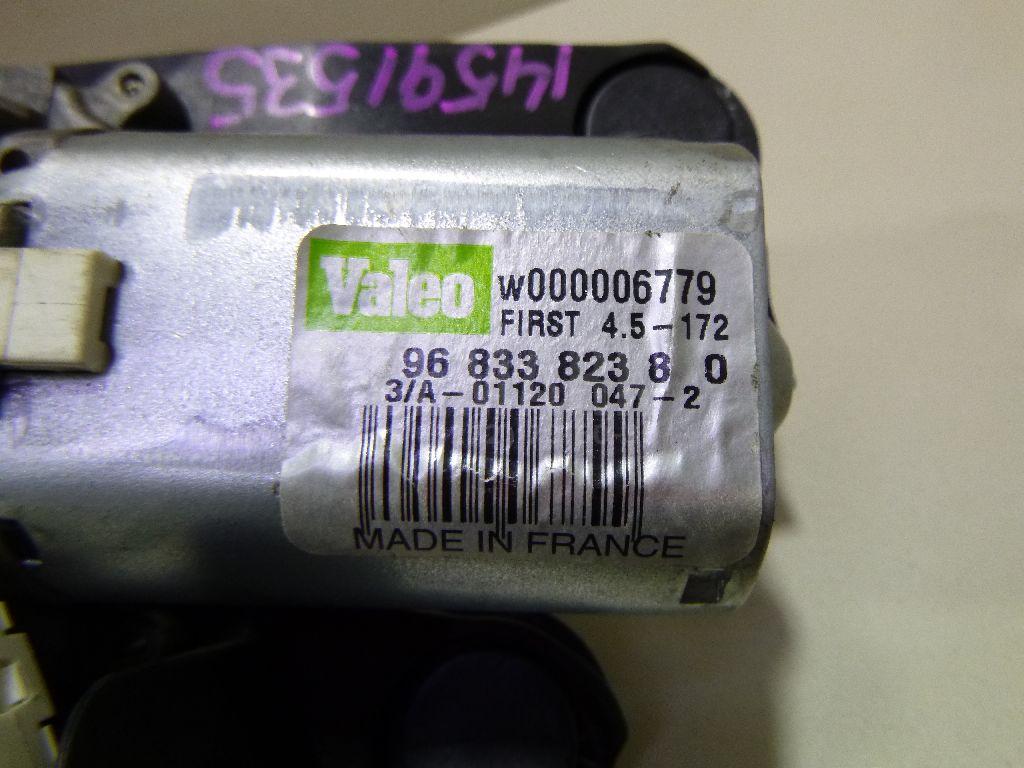 14591535
Valeo
w000006779
FIRST 4.5-172
96 833 823 8 0
3/A-01120 047-2
MADE IN FRANCE